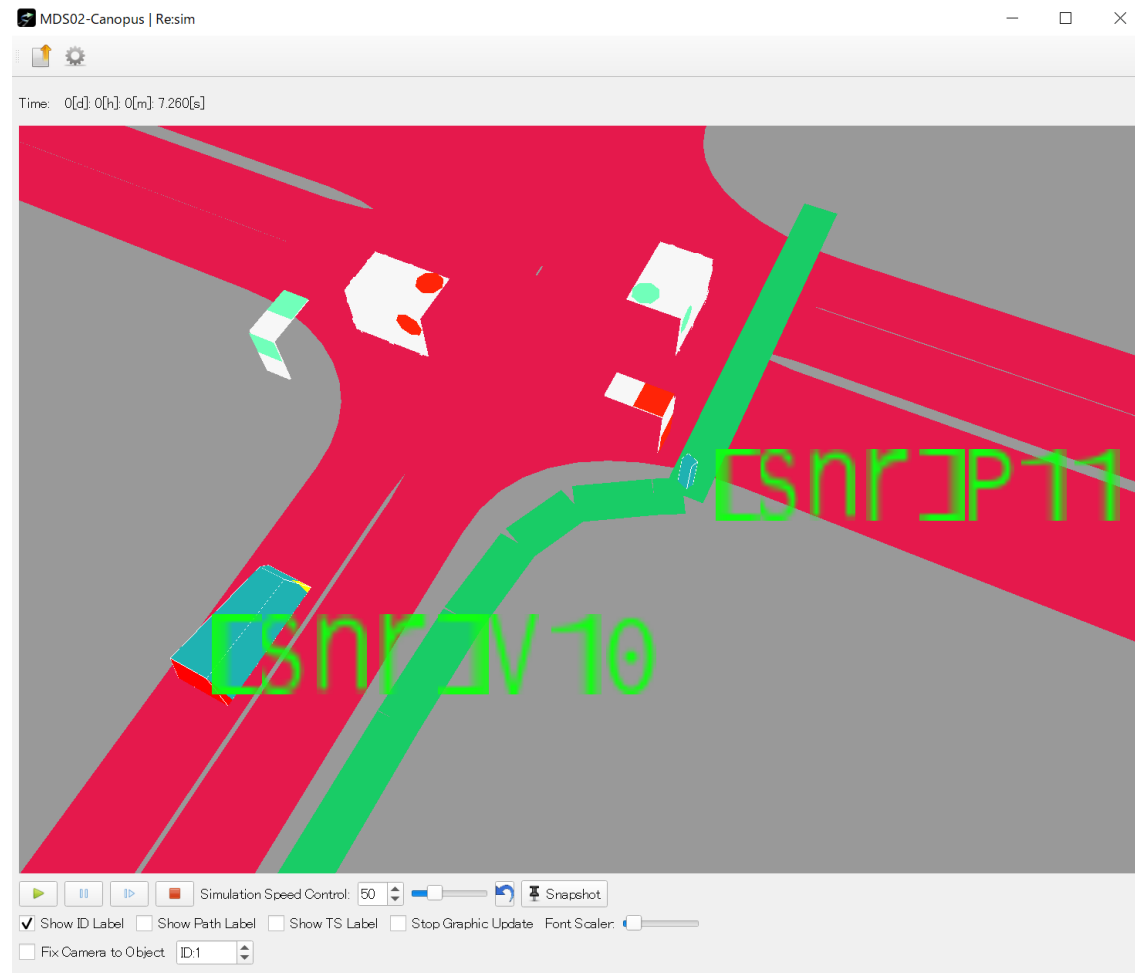 MDS02-Canopus | Re:sim
Time: 0[d]: 0[h]: 0[m]: 7.260[s]
[snr]P11
[snr]V10
Simulation Speed Control: 50 Snapshot
Show ID Label Show Path Label Show TS Label Stop Graphic Update Font Scaler:
Fix Camera to Object ID:1